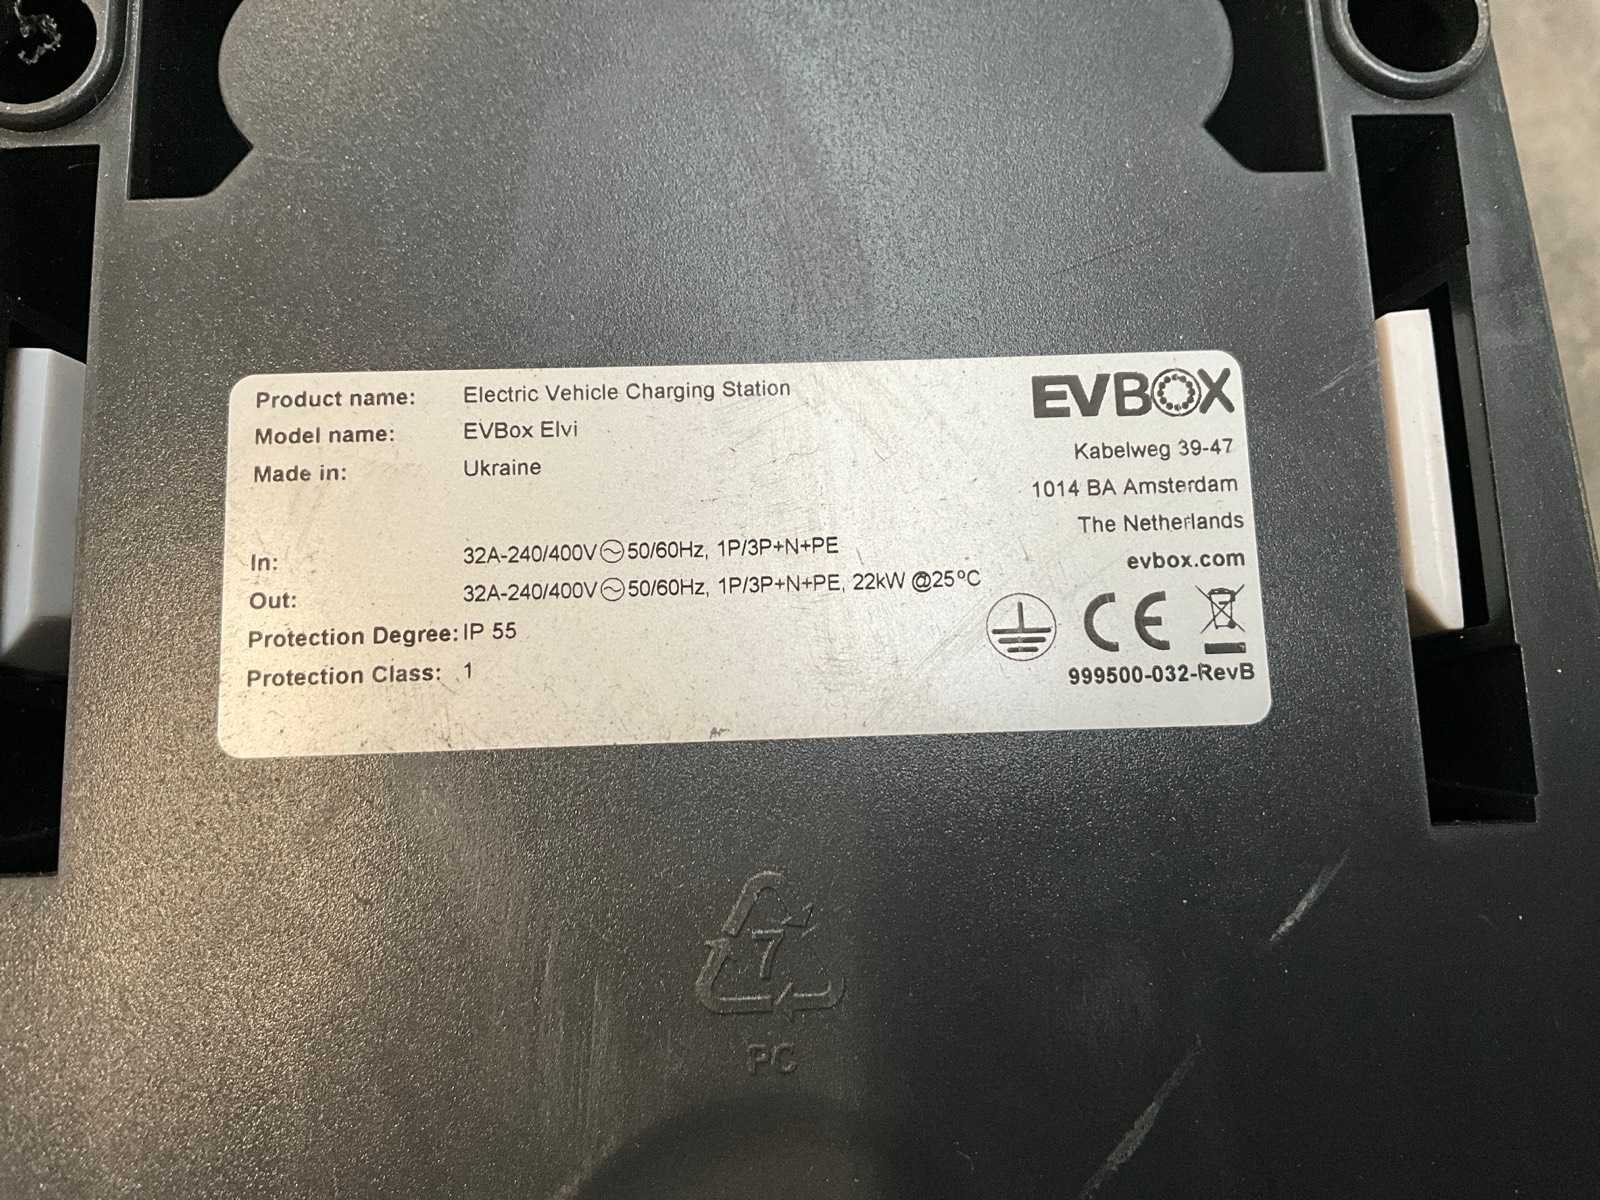 Product name: Electric Vehicle Charging Station
Model name: EVBox Elvi
Made in: Ukraine
In: 32A-240/400V 50/60Hz, 1P/3P+N+PE
Out: 32A-240/400V 50/60Hz, 1P/3P+N+PE, 22kW @25°C
Protection Degree: IP 55
Protection Class: 1
EVBOX
Kabelweg 39-47
1014 BA Amsterdam
The Netherlands
evbox.com
CE
999500-032-RevB
7
PC